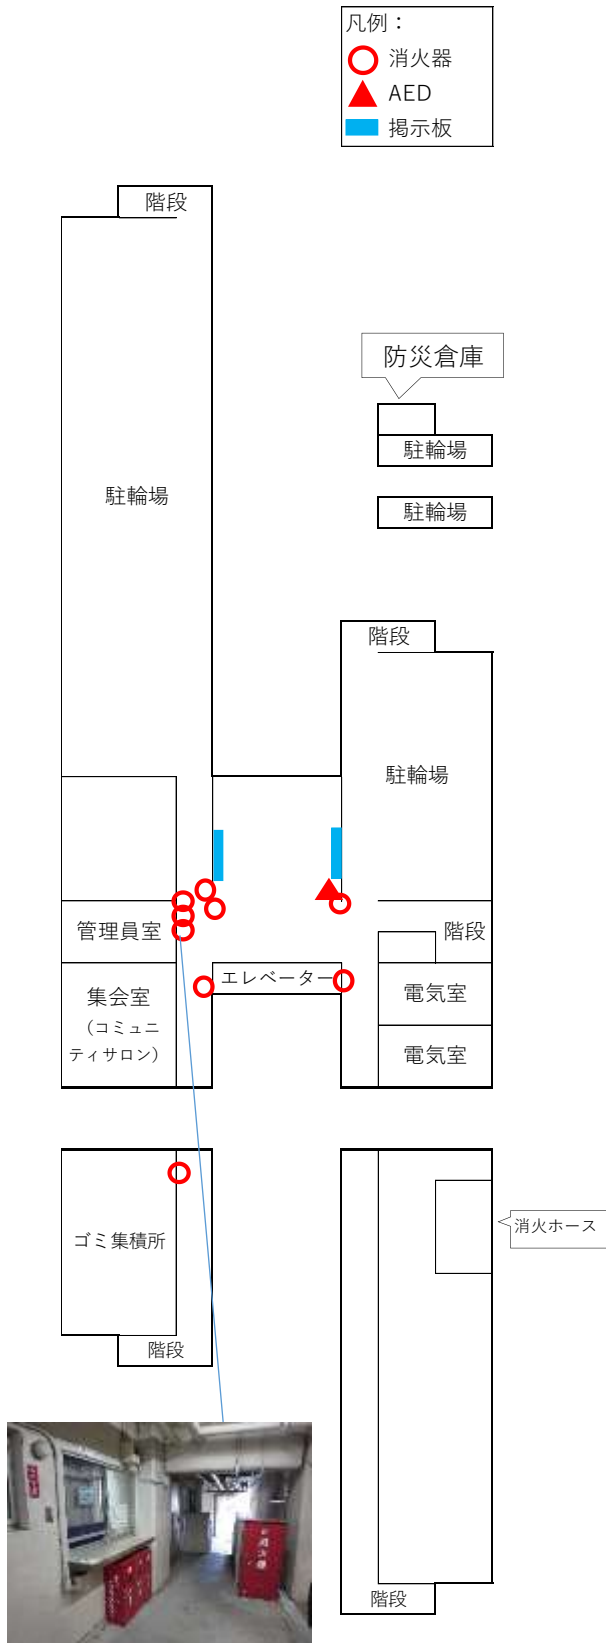 凡例：
消火器
AED
掲示板
階段
防災倉庫
駐輪場
駐輪場
駐輪場
階段
駐輪場
管理員室
階段
エレベーター
集会室
（コミュニ
ティサロン）
電気室
電気室
ゴミ集積所
消火ホース
階段
階段